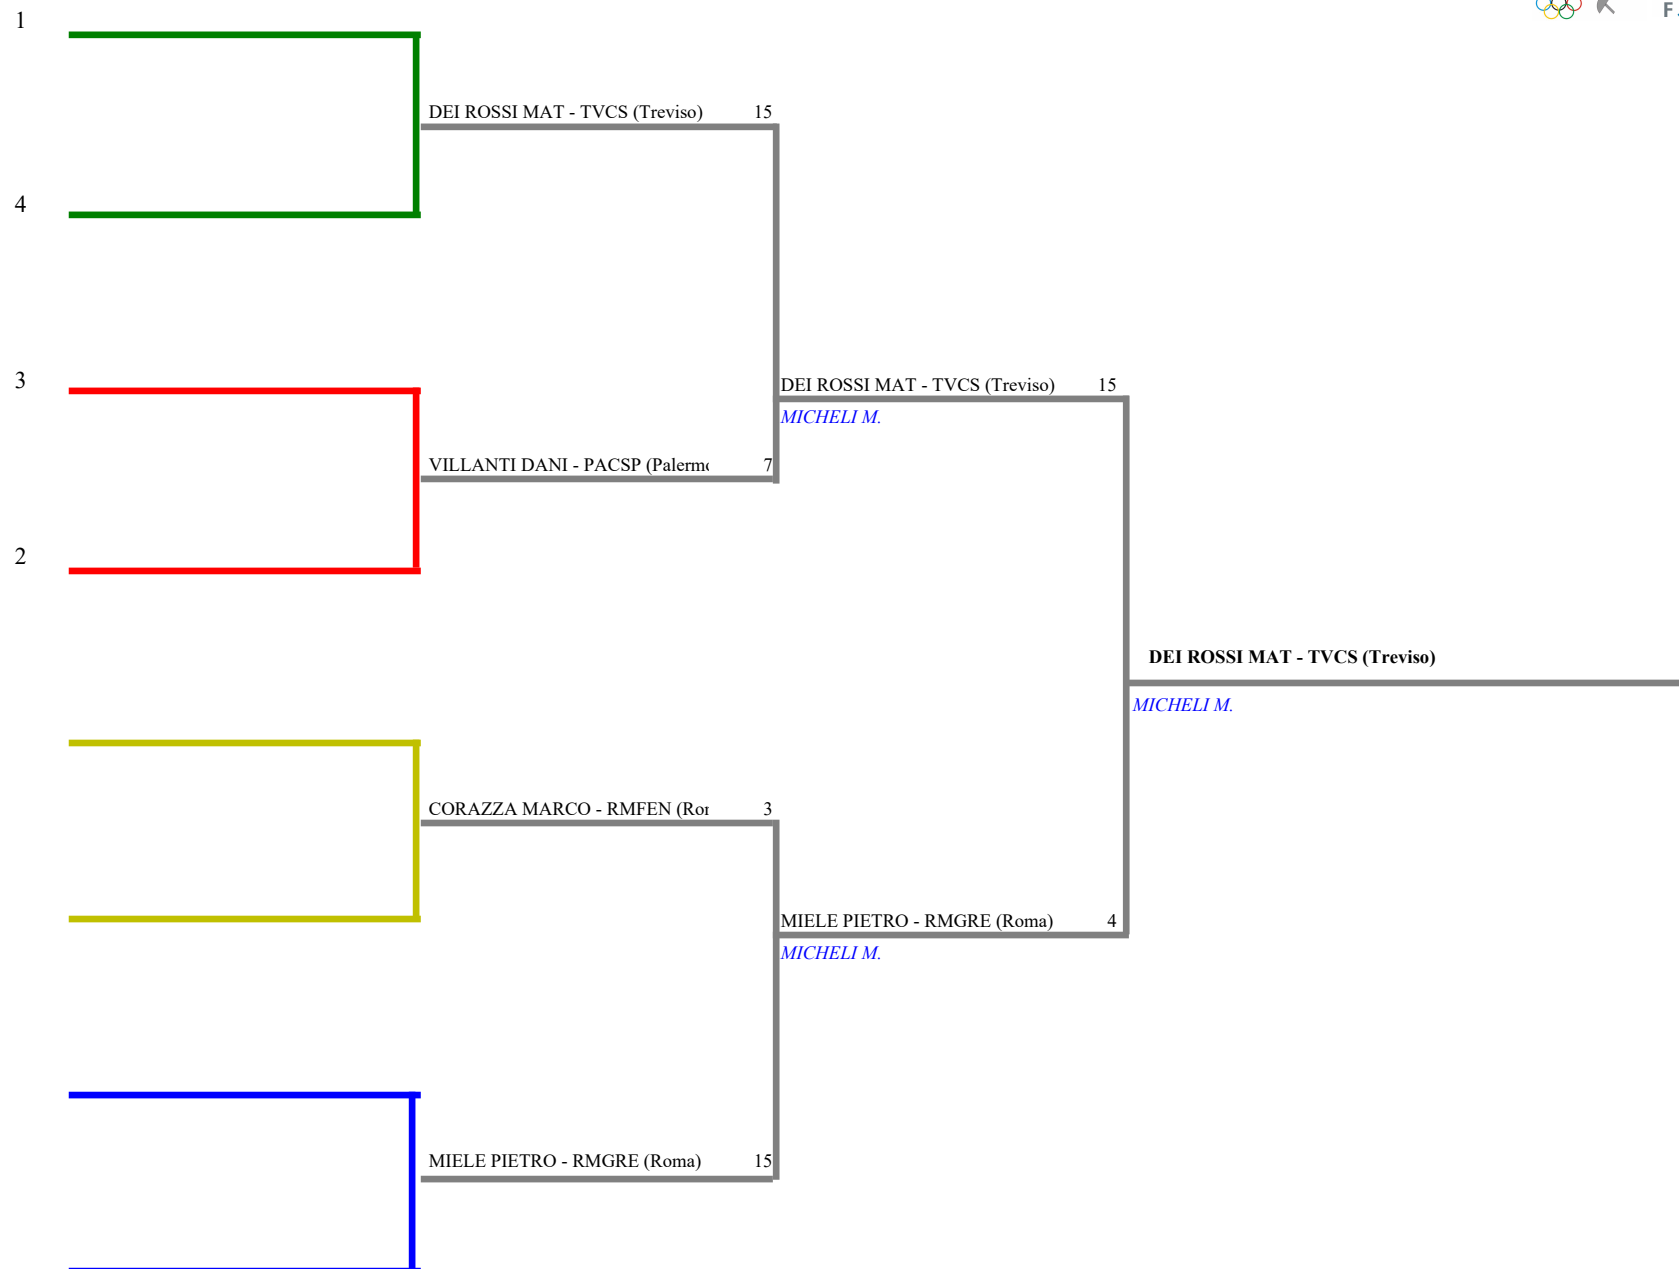 1
F
DEI ROSSI MAT - TVCS (Treviso) 15
4
3
DEI ROSSI MAT - TVCS (Treviso) 15
MICHELI M.
VILLANTI DANI - PACSP (Palermo 7
2
DEI ROSSI MAT - TVCS (Treviso)
MICHELI M.
CORAZZA MARCO - RMFEN (Ror 3
MIELE PIETRO - RMGRE (Roma) 4
MICHELI M.
MIELE PIETRO - RMGRE (Roma) 15